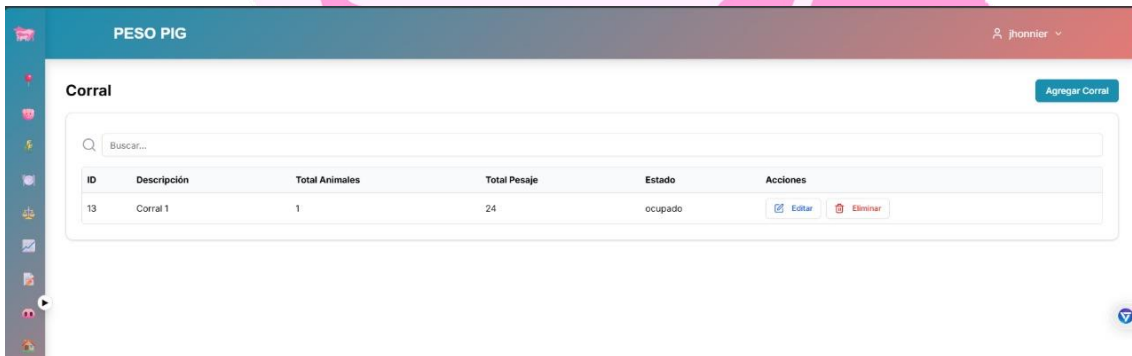 PESO PIG
jhonnier
Corral
Agregar Corral
Buscar...
ID Descripción Total Animales Total Pesaje Estado Acciones
13 Corral 1 1 24 ocupado Editar Eliminar